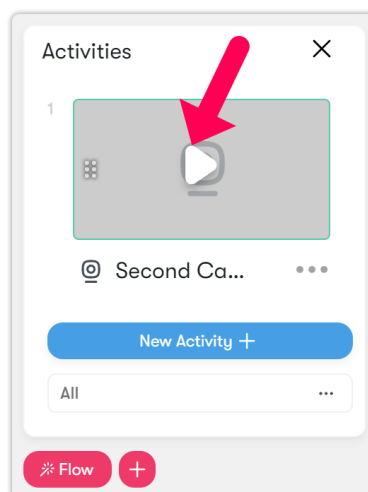 Activities
1
Second Ca...
New Activity +
All
Flow +